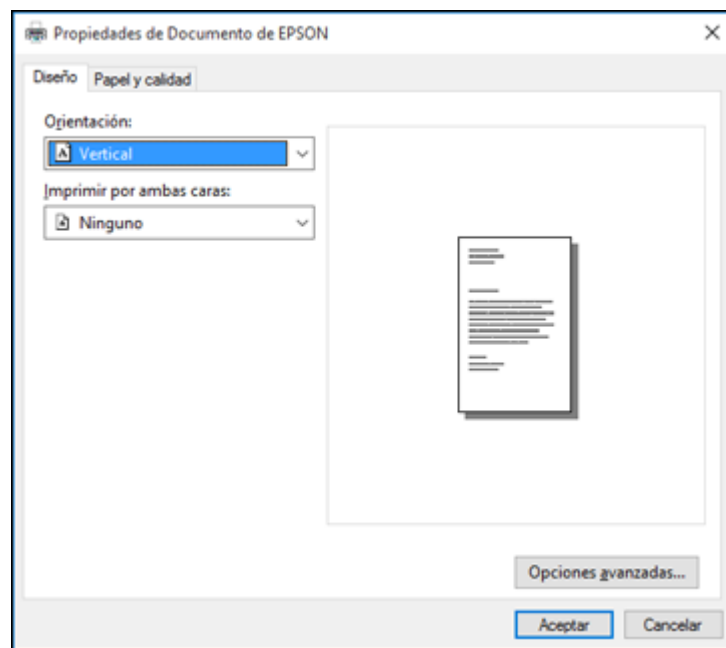 Propiedades de Documento de EPSON
Diseño
Papel y calidad
Orientación:
Vertical
Imprimir por ambas caras:
Ninguno
Opciones avanzadas...
Aceptar
Cancelar